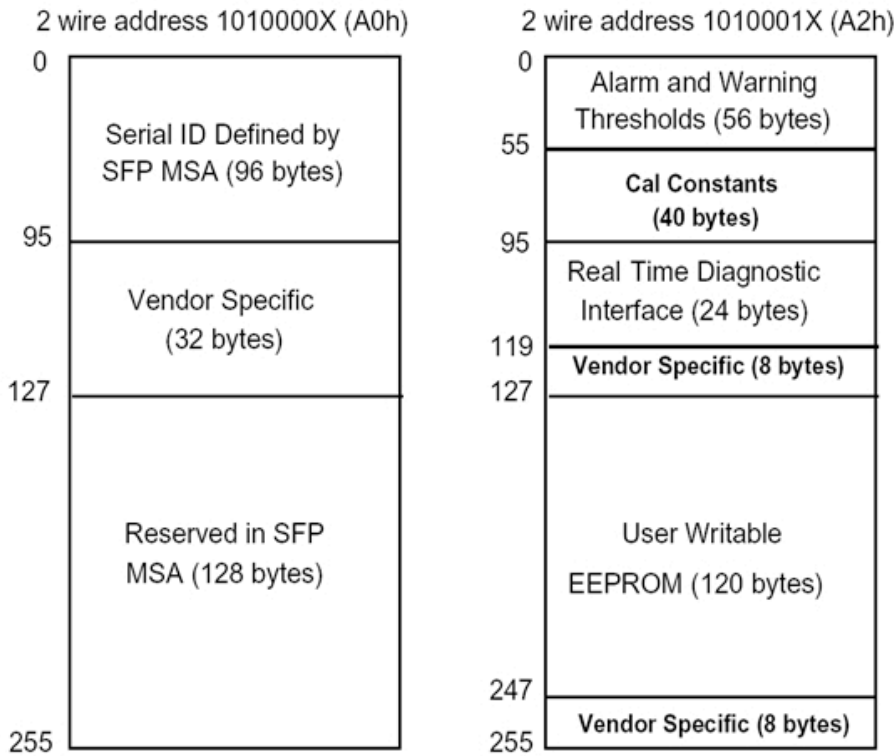 2 wire address 1010000X (A0h)
0
Serial ID Defined by
SFP MSA (96 bytes)
95
Vendor Specific
(32 bytes)
127
Reserved in SFP
MSA (128 bytes)
255
2 wire address 1010001X (A2h)
0
Alarm and Warning
Thresholds (56 bytes)
55
Cal Constants
(40 bytes)
95
Real Time Diagnostic
Interface (24 bytes)
119
Vendor Specific (8 bytes)
127
User Writable
EEPROM (120 bytes)
247
Vendor Specific (8 bytes)
255